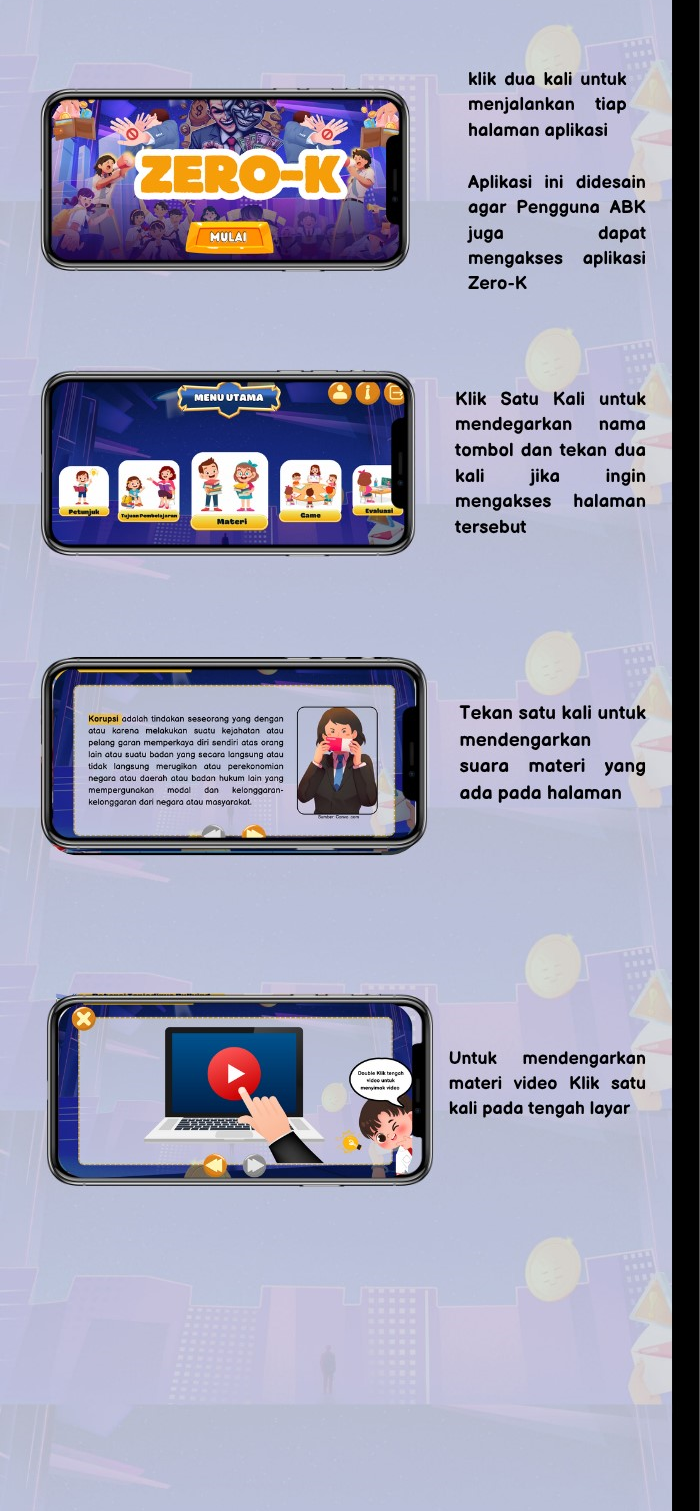 ZERO-K
MULAI
klik dua kali untuk
menjalankan tiap
halaman aplikasi
Aplikasi ini didesain
agar Pengguna ABK
juga dapat
mengakses aplikasi
Zero-K
MENU UTAMA
Petunjuk
Tujuan Pembelajaran
Materi
Game
Evaluasi
Klik Satu Kali untuk
mendegarkan nama
tombol dan tekan dua
kali jika ingin
mengakses halaman
tersebut
Korupsi adalah tindakan seseorang yang dengan
atau karena melakukan suatu kejahatan atau
pelang garan memperkaya diri sendiri atas orang
lain atau suatu badan yang secara langsung atau
tidak langsung merugikan atau perekonomian
negara atau daerah atau badan hukum lain yang
mempergunakan modal dan kelonggaran-
kelonggaran dari negara atau masyarakat.
Sumber: Canva .com
Tekan satu kali untuk
mendengarkan
suara materi yang
ada pada halaman
Double Klik tengah
video untuk
menyimak video
Untuk mendengarkan
materi video Klik satu
kali pada tengah layar